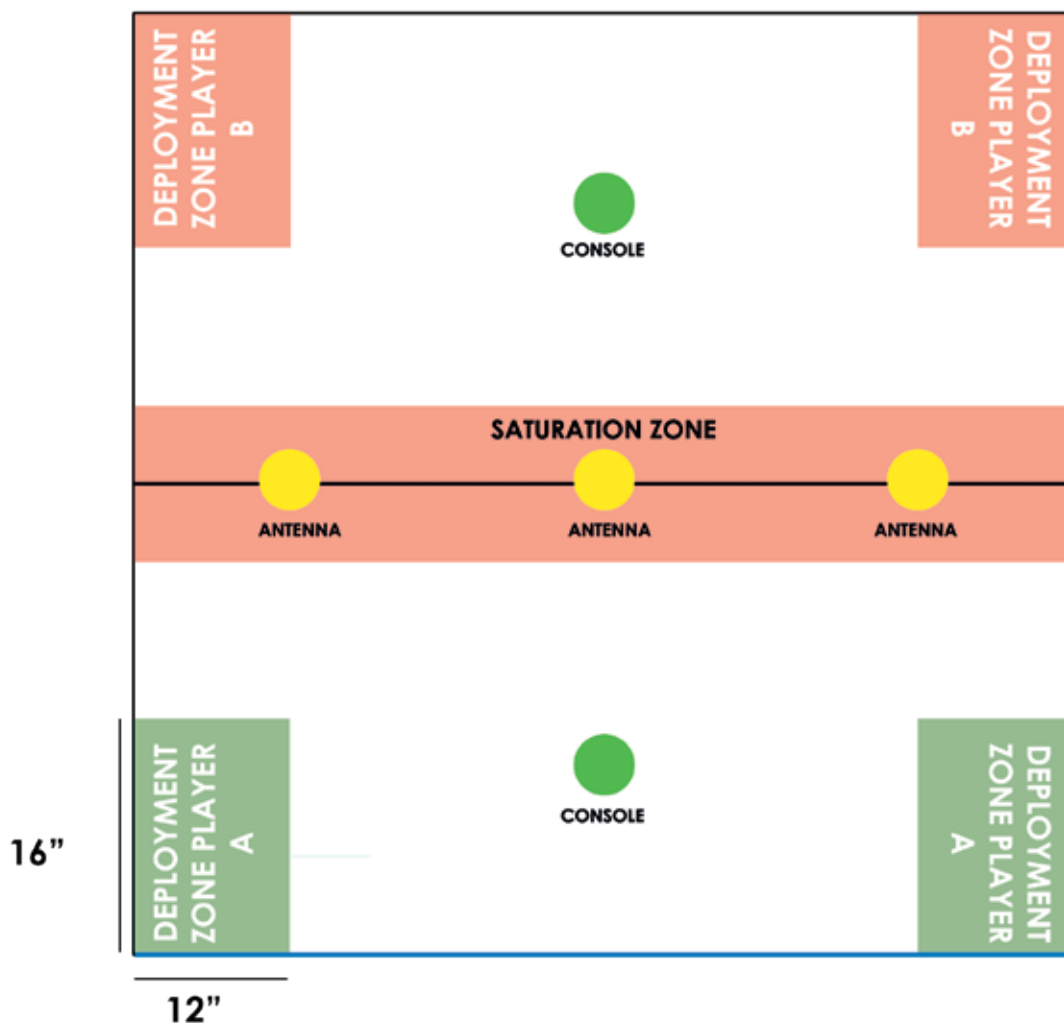 DEPLOYMENT
ZONE PLAYER
B
DEPLOYMENT
ZONE PLAYER
B
CONSOLE
SATURATION ZONE
ANTENNA
ANTENNA
ANTENNA
DEPLOYMENT
ZONE PLAYER
A
CONSOLE
DEPLOYMENT
ZONE PLAYER
A
16”
12”